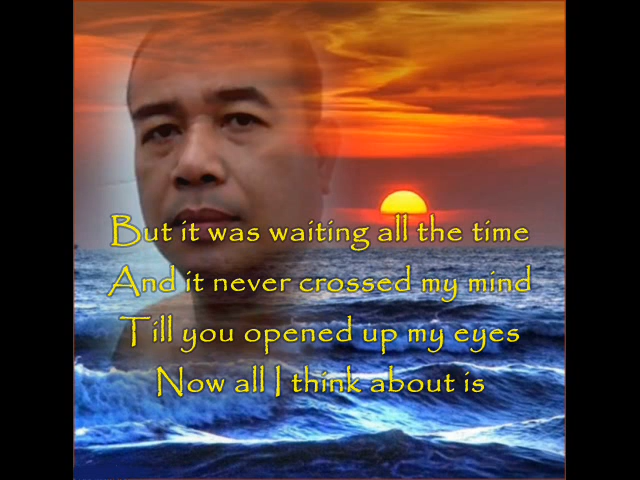 But it was waiting all the time
And it never crossed my mind
Till you opened up my eyes
Now all I think about is